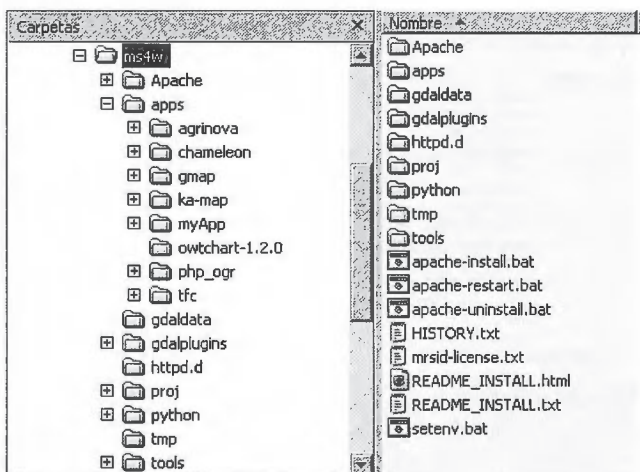 Carpetas
ms4w
Apache
apps
agrinova
chameleon
gmap
ka-map
myApp
owtchart-1.2.0
php_ogr
tfc
gdaldata
gdalplugins
httpd.d
proj
python
tmp
tools
Nombre
Apache
apps
gdaldata
gdalplugins
httpd.d
proj
python
tmp
tools
apache-install.bat
apache-restart.bat
apache-uninstall.bat
HISTORY.txt
mrsid-license.txt
README_INSTALL.html
README_INSTALL.txt
setenv.bat